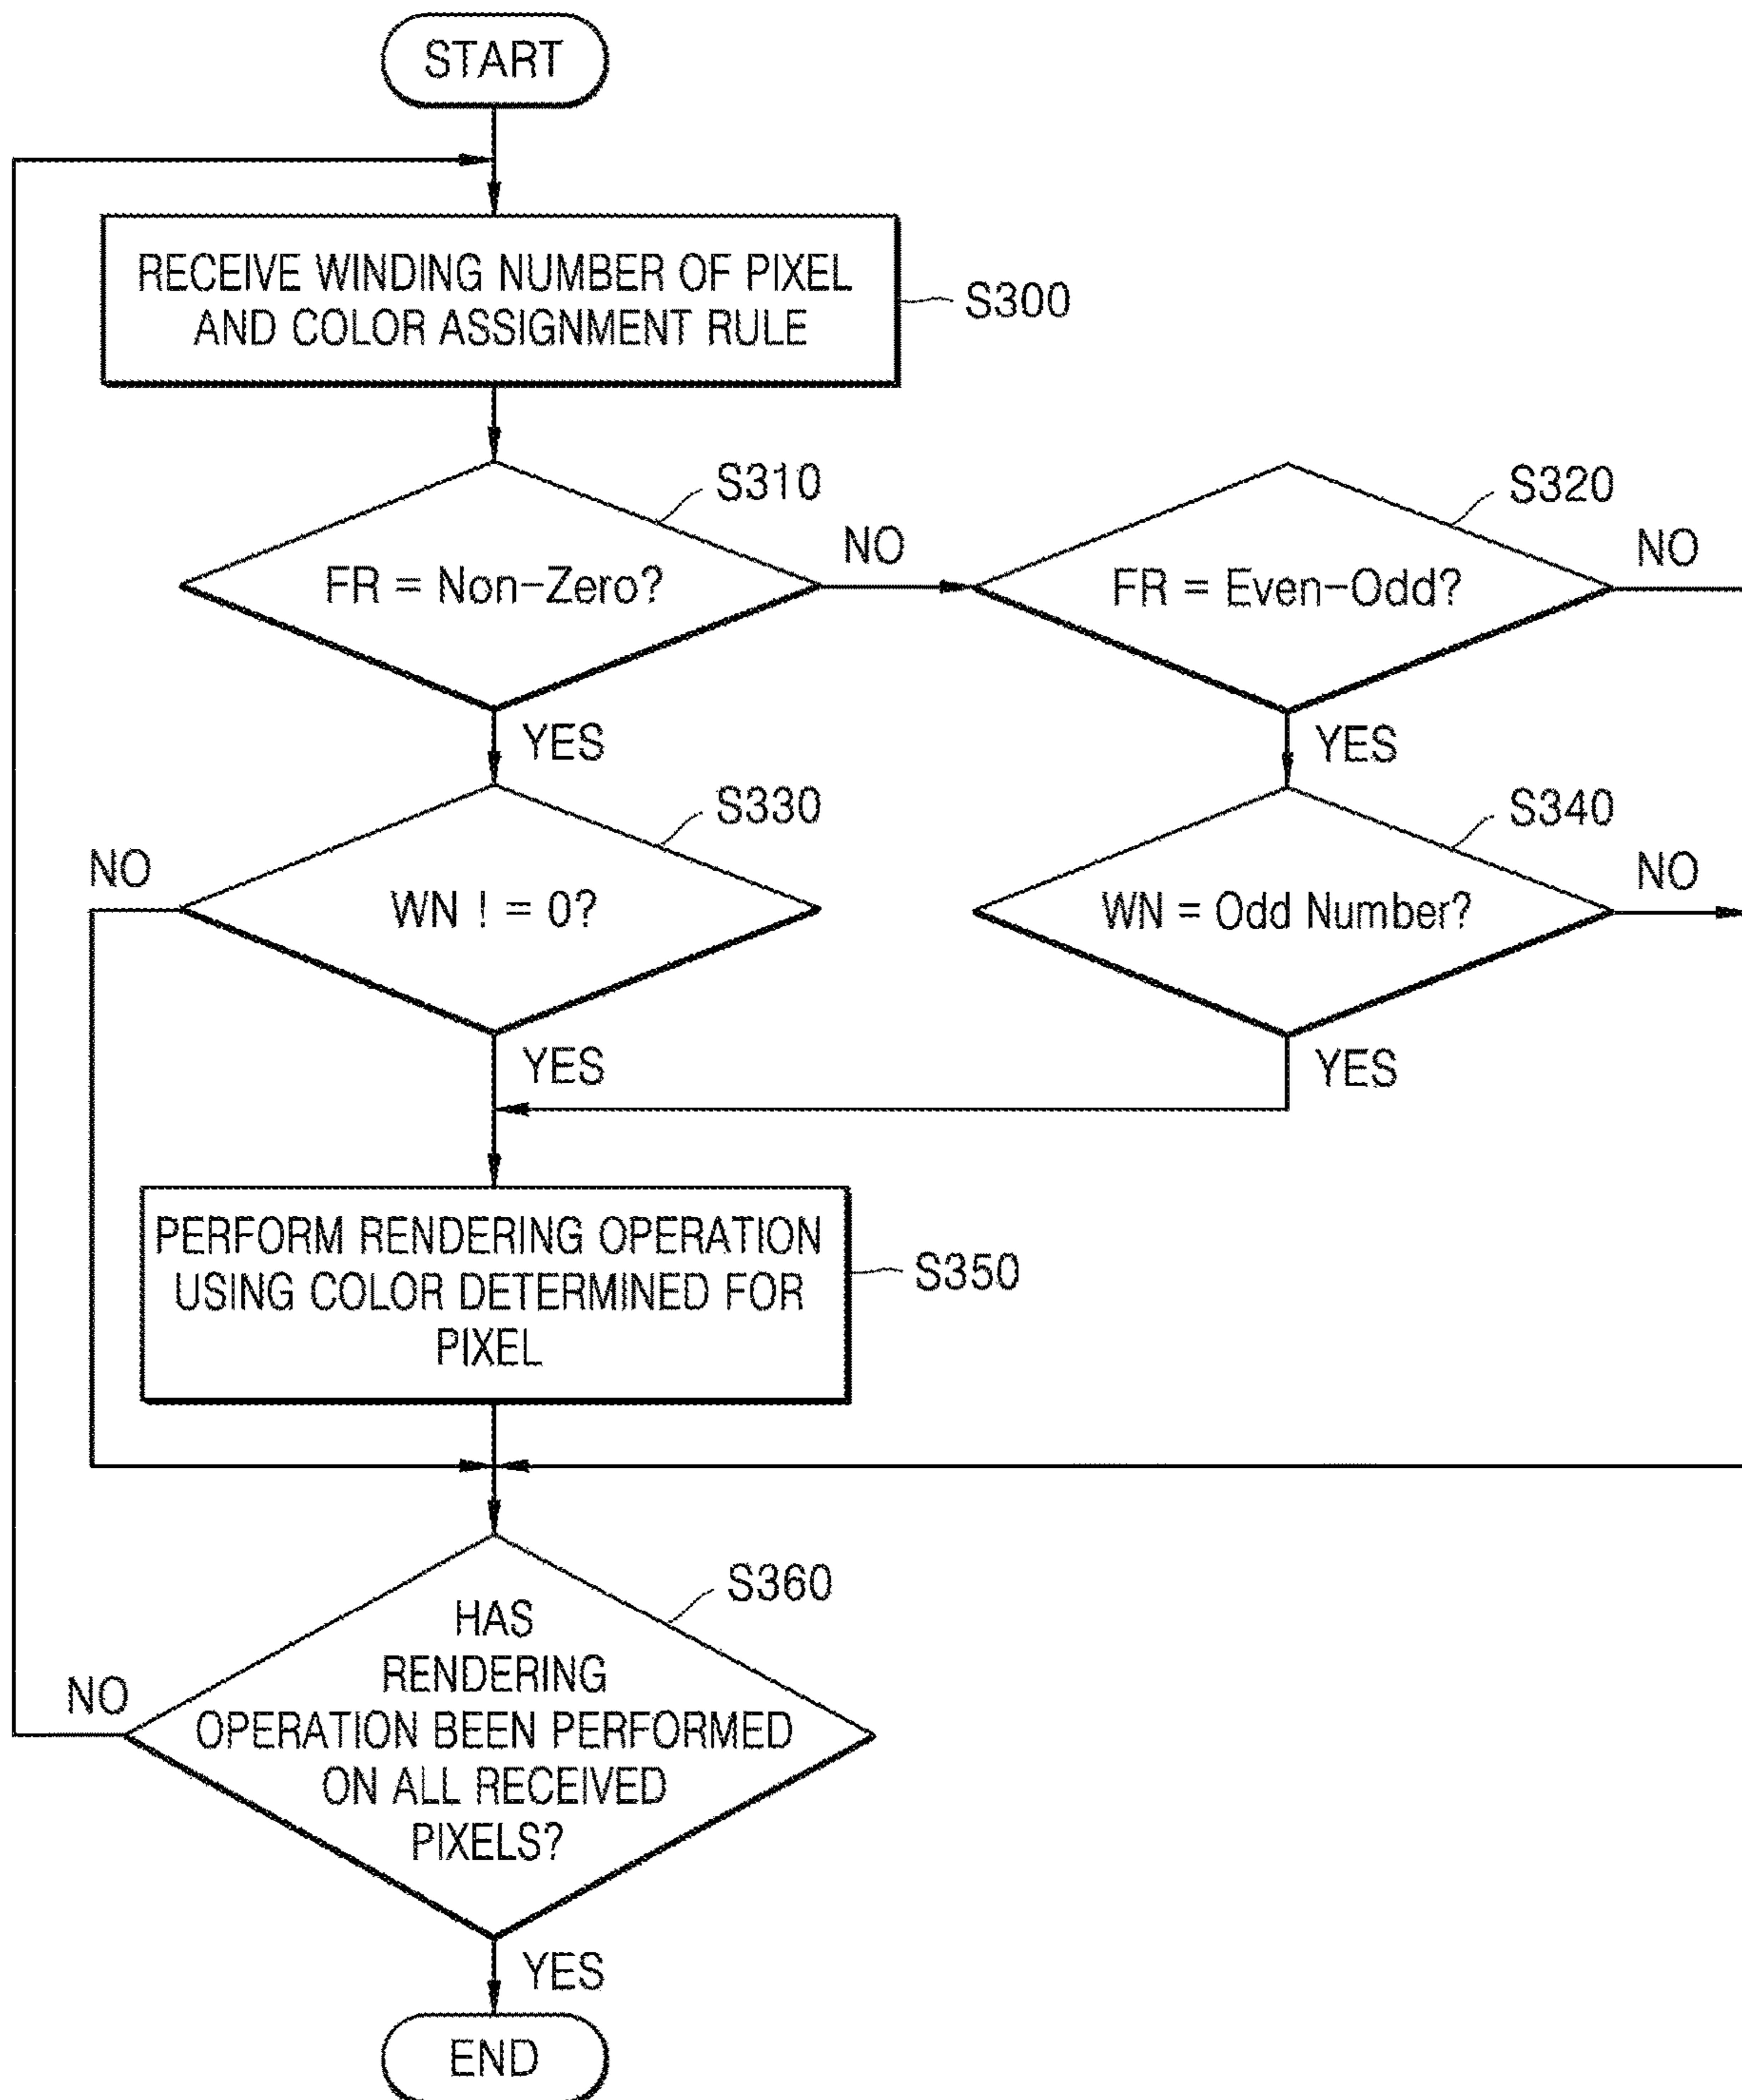 START
RECEIVE WINDING NUMBER OF PIXEL
AND COLOR ASSIGNMENT RULE
S300
S310
FR = Non-Zero?
NO
S320
FR = Even-Odd?
NO
YES
YES
S330
WN ! = 0?
NO
S340
WN = Odd Number?
NO
YES
YES
PERFORM RENDERING OPERATION
USING COLOR DETERMINED FOR
PIXEL
S350
S360
HAS
RENDERING
OPERATION BEEN PERFORMED
ON ALL RECEIVED
PIXELS?
NO
YES
END